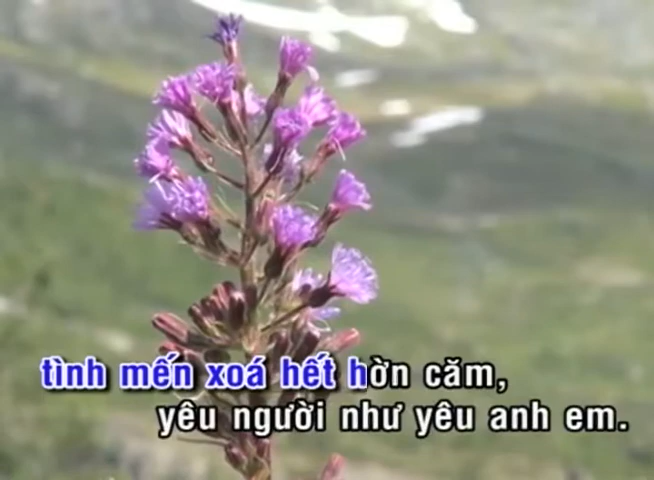 tình mến xoá hết hờn căm,
yêu người như yêu anh em.